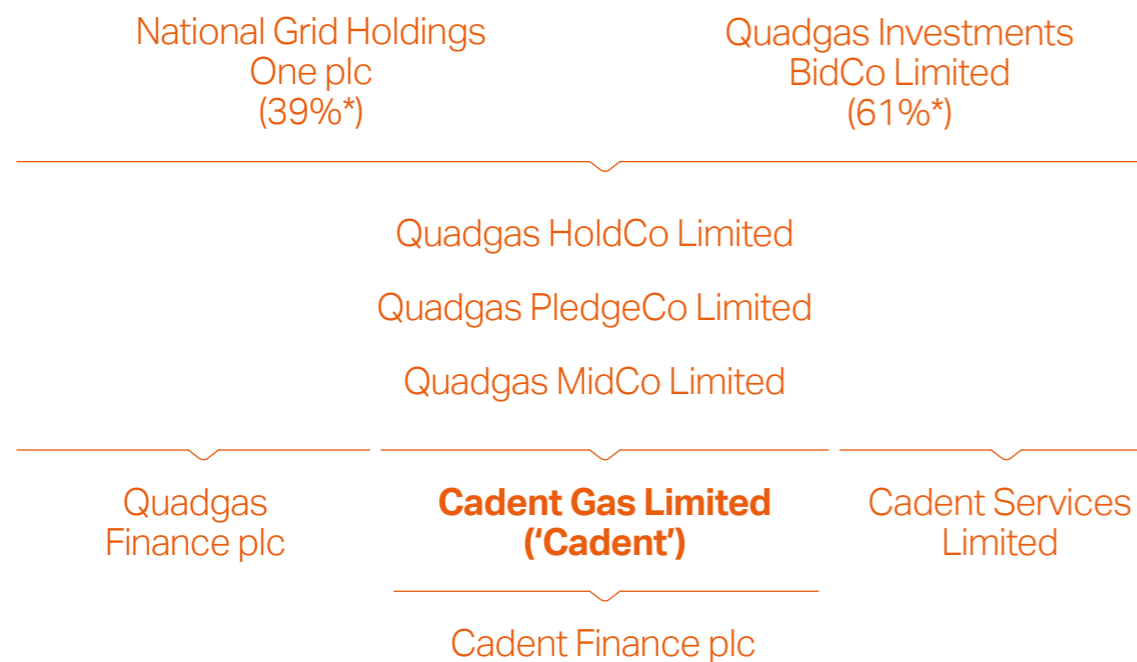 National Grid Holdings
One plc
(39%*)
Quadgas Investments
BidCo Limited
(61%*)
Quadgas HoldCo Limited
Quadgas PledgeCo Limited
Quadgas MidCo Limited
Quadgas
Finance plc
Cadent Gas Limited
(‘Cadent’)
Cadent Services
Limited
Cadent Finance plc